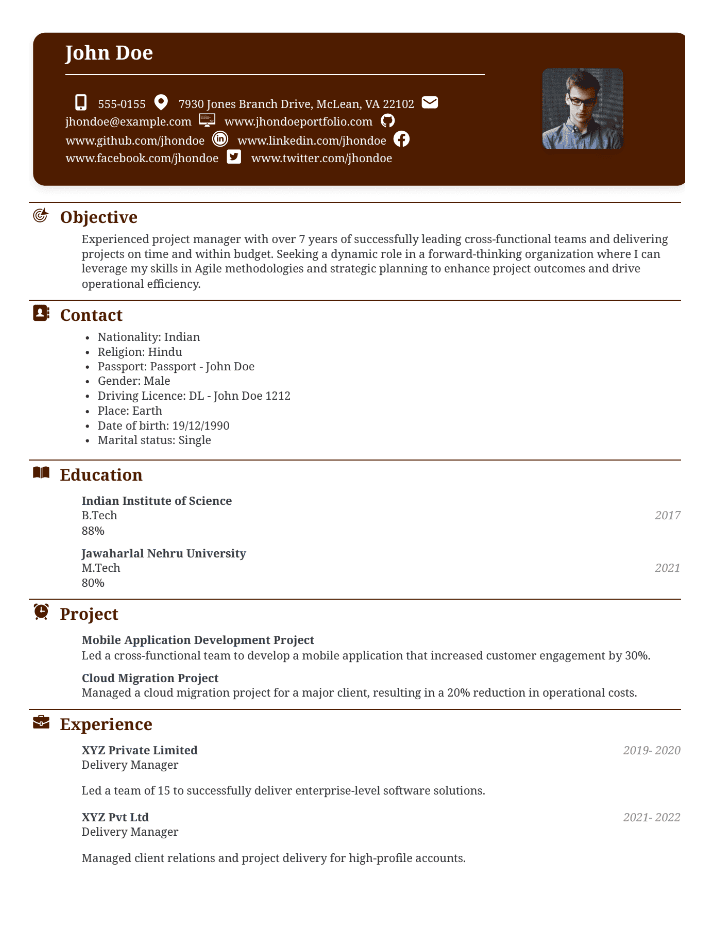 John Doe
555-0155 7930 Jones Branch Drive, McLean, VA 22102
jhondoe@example.com www.jhondoeportfolio.com
www.github.com/jhondoe www.linkedin.com/jhondoe
www.facebook.com/jhondoe www.twitter.com/jhondoe
Objective
Experienced project manager with over 7 years of successfully leading cross-functional teams and delivering
projects on time and within budget. Seeking a dynamic role in a forward-thinking organization where I can
leverage my skills in Agile methodologies and strategic planning to enhance project outcomes and drive
operational efficiency.
Contact
• Nationality: Indian
• Religion: Hindu
• Passport: Passport - John Doe
• Gender: Male
• Driving Licence: DL - John Doe 1212
• Place: Earth
• Date of birth: 19/12/1990
• Marital status: Single
Education
Indian Institute of Science
B.Tech 2017
88%
Jawaharlal Nehru University
M.Tech 2021
80%
Project
Mobile Application Development Project
Led a cross-functional team to develop a mobile application that increased customer engagement by 30%.
Cloud Migration Project
Managed a cloud migration project for a major client, resulting in a 20% reduction in operational costs.
Experience
XYZ Private Limited 2019- 2020
Delivery Manager
Led a team of 15 to successfully deliver enterprise-level software solutions.
XYZ Pvt Ltd 2021- 2022
Delivery Manager
Managed client relations and project delivery for high-profile accounts.